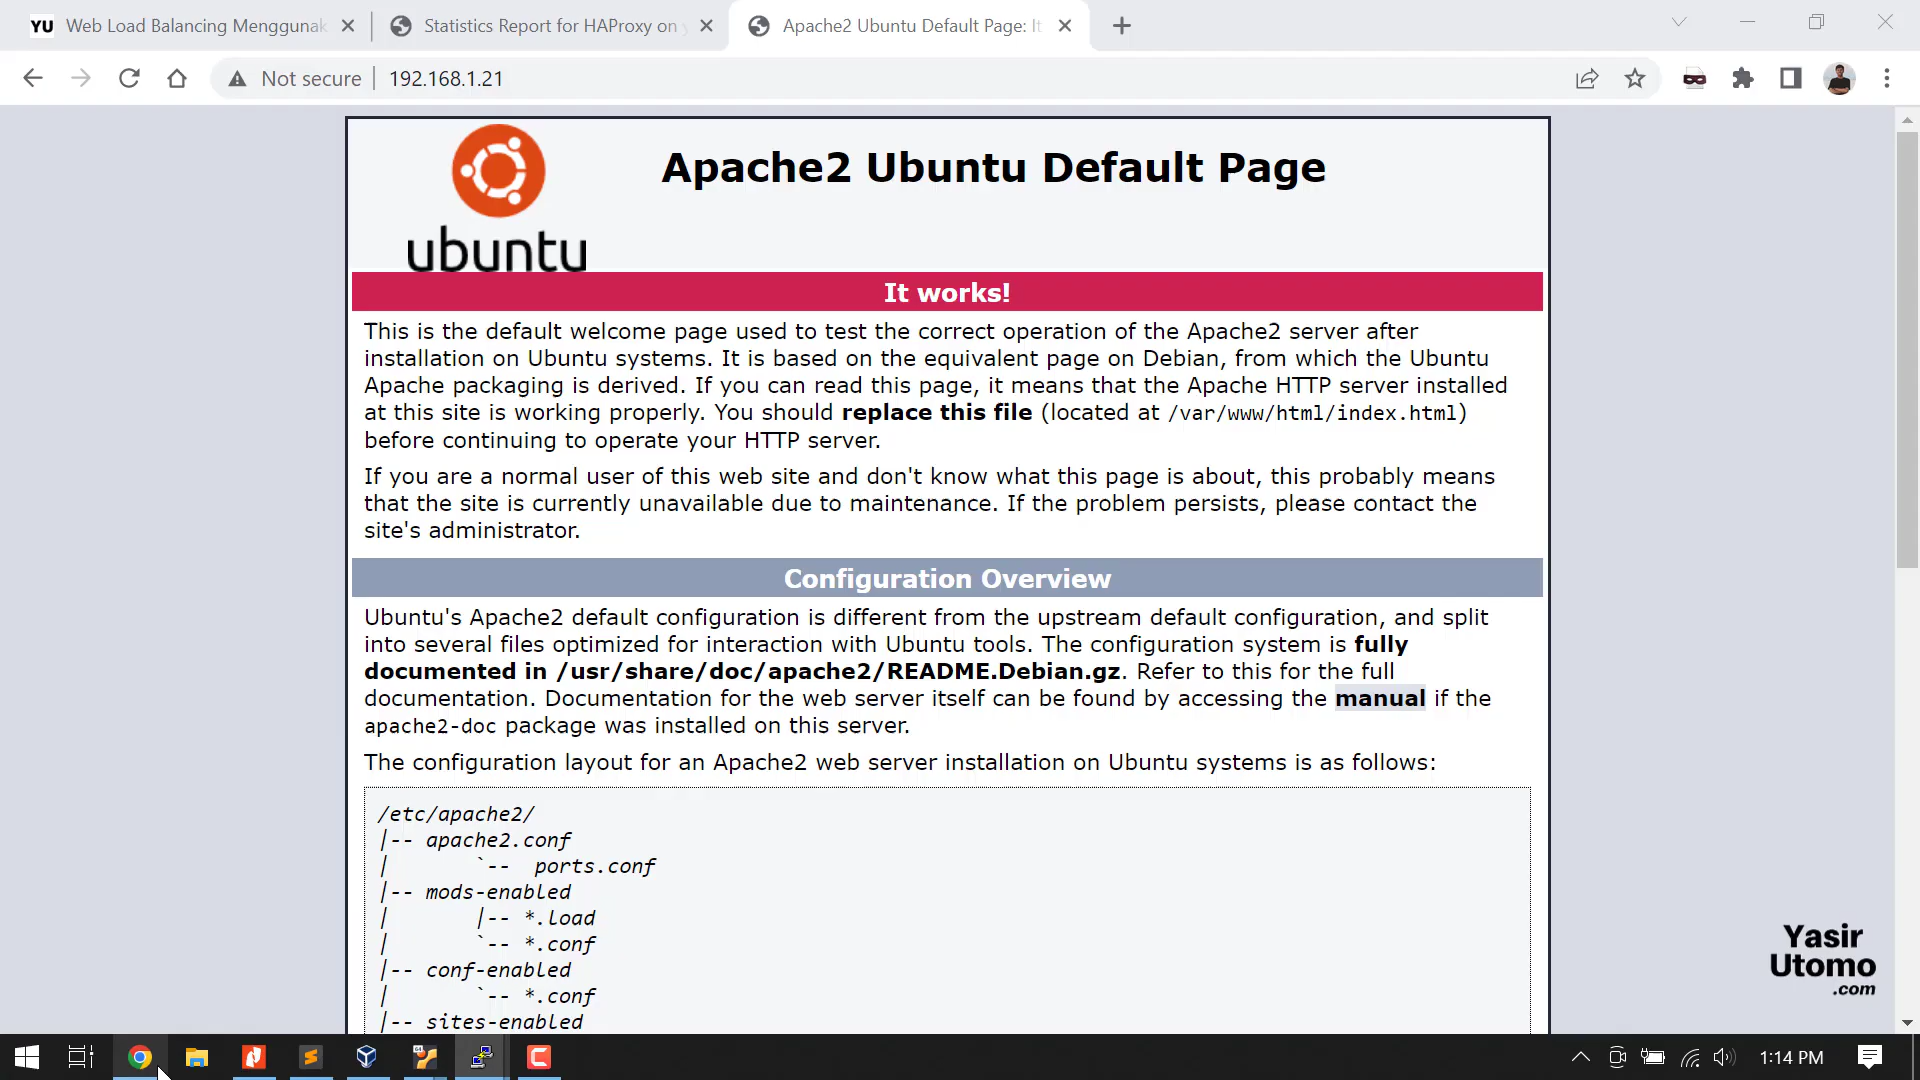 YU Web Load Balancing Menggunak
Statistics Report for HAProxy on y
Apache2 Ubuntu Default Page: It
Not secure
192.168.1.21
ubuntu
Apache2 Ubuntu Default Page
It works!
This is the default welcome page used to test the correct operation of the Apache2 server after
installation on Ubuntu systems. It is based on the equivalent page on Debian, from which the Ubuntu
Apache packaging is derived. If you can read this page, it means that the Apache HTTP server installed
at this site is working properly. You should replace this file (located at /var/www/html/index.html)
before continuing to operate your HTTP server.
If you are a normal user of this web site and don't know what this page is about, this probably means
that the site is currently unavailable due to maintenance. If the problem persists, please contact the
site's administrator.
Configuration Overview
Ubuntu's Apache2 default configuration is different from the upstream default configuration, and split
into several files optimized for interaction with Ubuntu tools. The configuration system is fully
documented in /usr/share/doc/apache2/README.Debian.gz. Refer to this for the full
documentation. Documentation for the web server itself can be found by accessing the manual if the
apache2-doc package was installed on this server.
The configuration layout for an Apache2 web server installation on Ubuntu systems is as follows:
/etc/apache2/
|-- apache2.conf
|       `--  ports.conf
|-- mods-enabled
|       |-- *.load
|       `-- *.conf
|-- conf-enabled
|       `-- *.conf
|-- sites-enabled
Yasir
Utomo
.com
1:14 PM